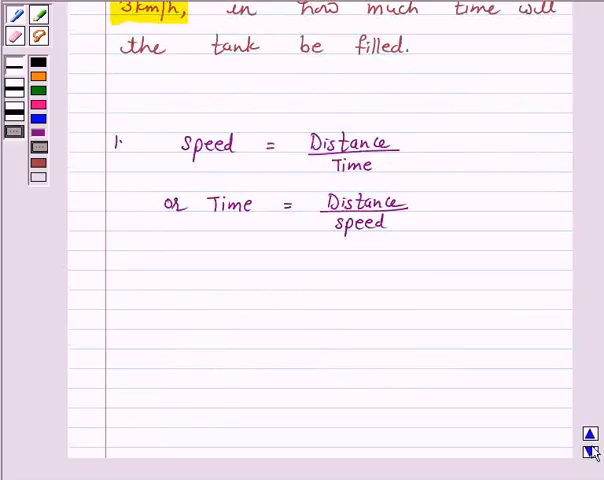 3km/h, in how much time will
the tank be filled.
1. Speed = Distance / Time
or Time = Distance / speed